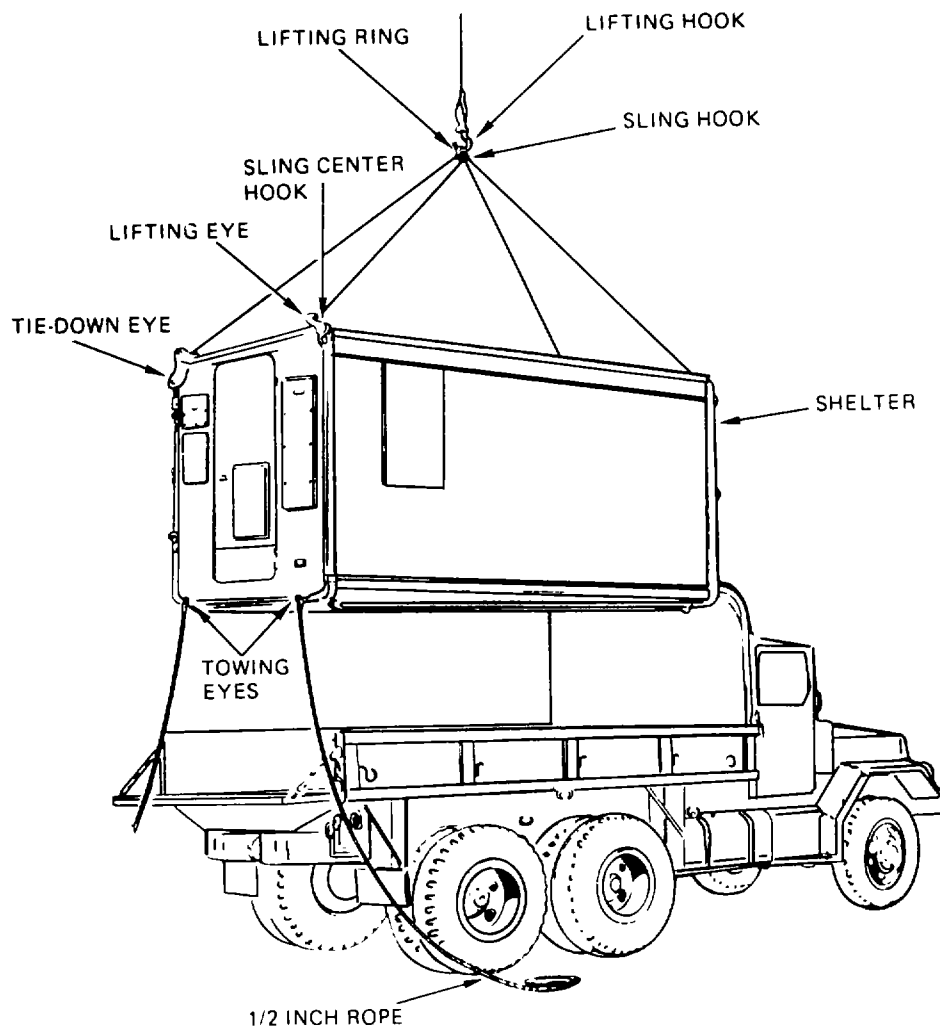 LIFTING RING
LIFTING HOOK
SLING HOOK
SLING CENTER
HOOK
LIFTING EYE
TIE-DOWN EYE
SHELTER
TOWING
EYES
1/2 INCH ROPE